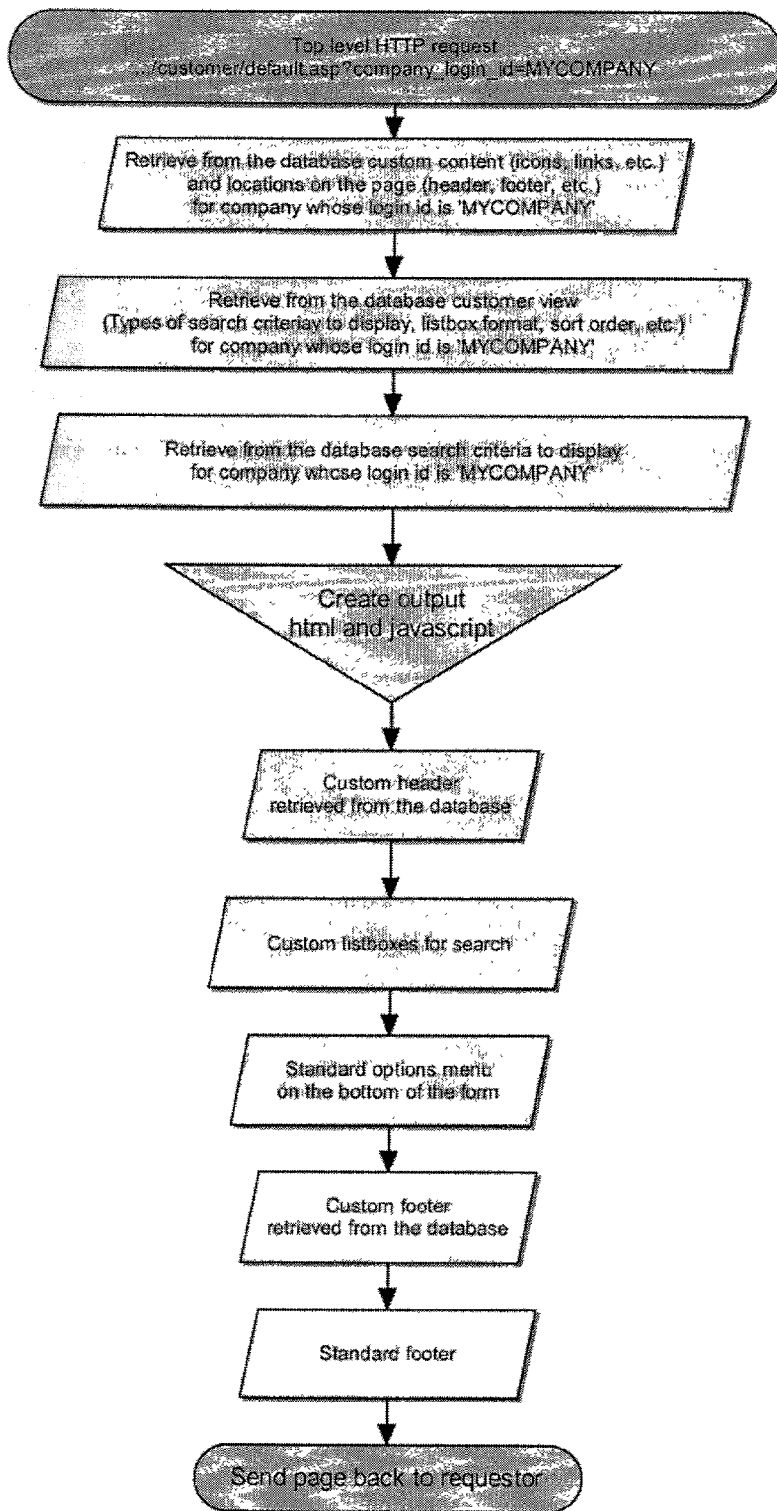 Top level HTTP request
.../customer/default.asp?company_login_id=MYCOMPANY
Retrieve from the database custom content (icons, links, etc.)
and locations on the page (header, footer, etc.)
for company whose login id is 'MYCOMPANY'
Retrieve from the database customer view
(Types of search criteriay to display, listbox format, sort order, etc.)
for company whose login id is 'MYCOMPANY'
Retrieve from the database search criteria to display
for company whose login id is 'MYCOMPANY'
Create output
html and javascript
Custom header
retrieved from the database
Custom listboxes for search
Standard options menu
on the bottom of the form
Custom footer
retrieved from the database
Standard footer
Send page back to requestor